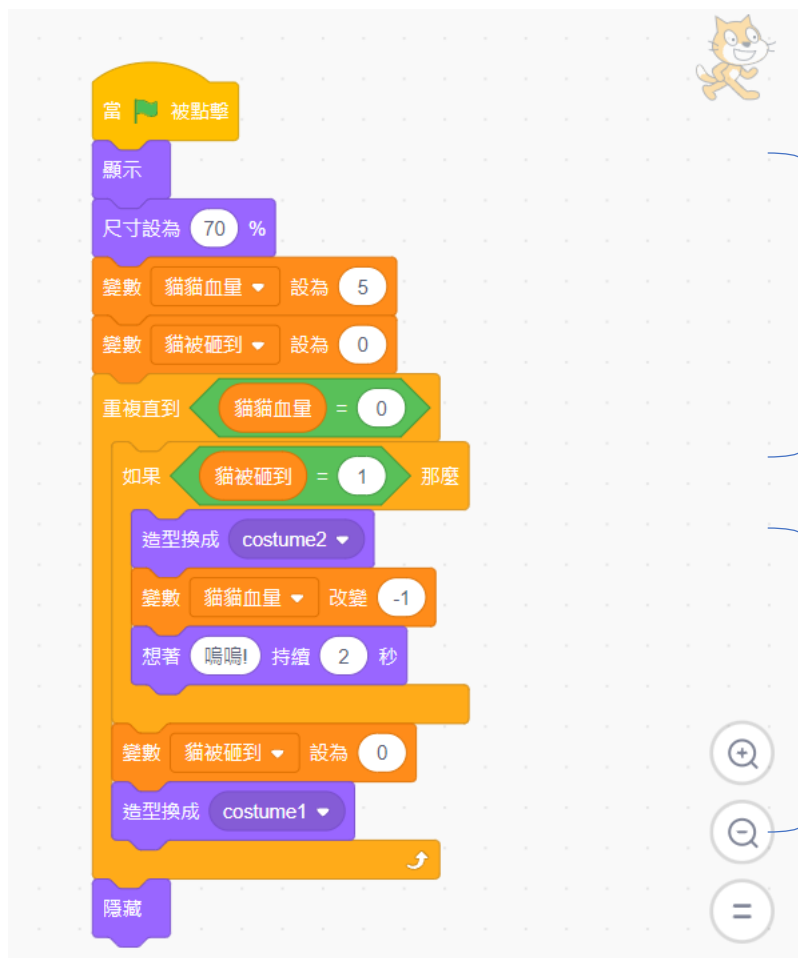 當 被點擊
顯示
尺寸設為 70 %
變數 貓貓血量 設為 5
變數 貓被砸到 設為 0
重複直到 貓貓血量 = 0
如果 貓被砸到 = 1 那麼
造型換成 costume2
變數 貓貓血量 改變 -1
想著 嗚嗚! 持續 2 秒
變數 貓被砸到 設為 0
造型換成 costume1
隱藏